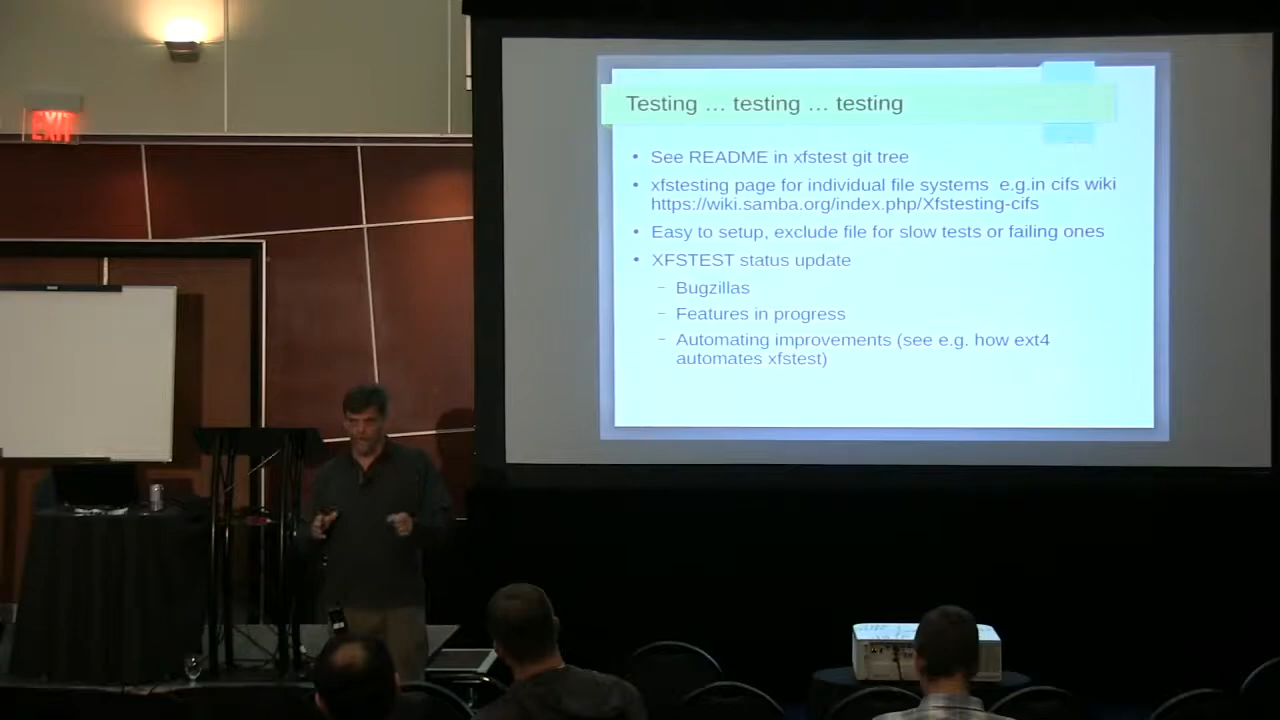 EXIT
Testing … testing … testing
• See README in xfstest git tree
• xfstesting page for individual file systems e.g.in cifs wiki
https://wiki.samba.org/index.php/Xfstesting-cifs
• Easy to setup, exclude file for slow tests or failing ones
• XFSTEST status update
– Bugzillas
– Features in progress
– Automating improvements (see e.g. how ext4
automates xfstest)